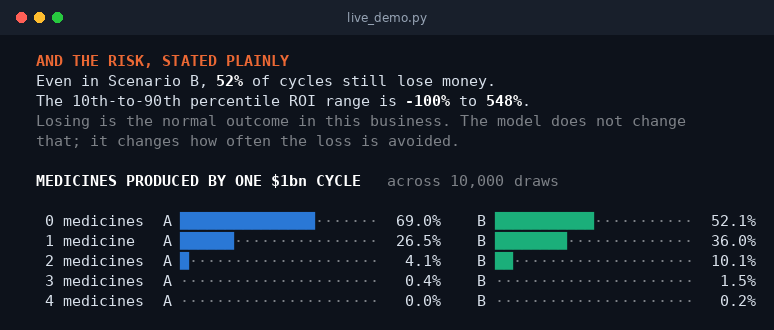 live_demo.py
AND THE RISK, STATED PLAINLY
Even in Scenario B, 52% of cycles still lose money.
The 10th-to-90th percentile ROI range is -100% to 548%.
Losing is the normal outcome in this business. The model does not change
that; it changes how often the loss is avoided.
MEDICINES PRODUCED BY ONE $1bn CYCLE across 10,000 draws
0 medicines A 69.0% B 52.1%
1 medicine A 26.5% B 36.0%
2 medicines A 4.1% B 10.1%
3 medicines A 0.4% B 1.5%
4 medicines A 0.0% B 0.2%